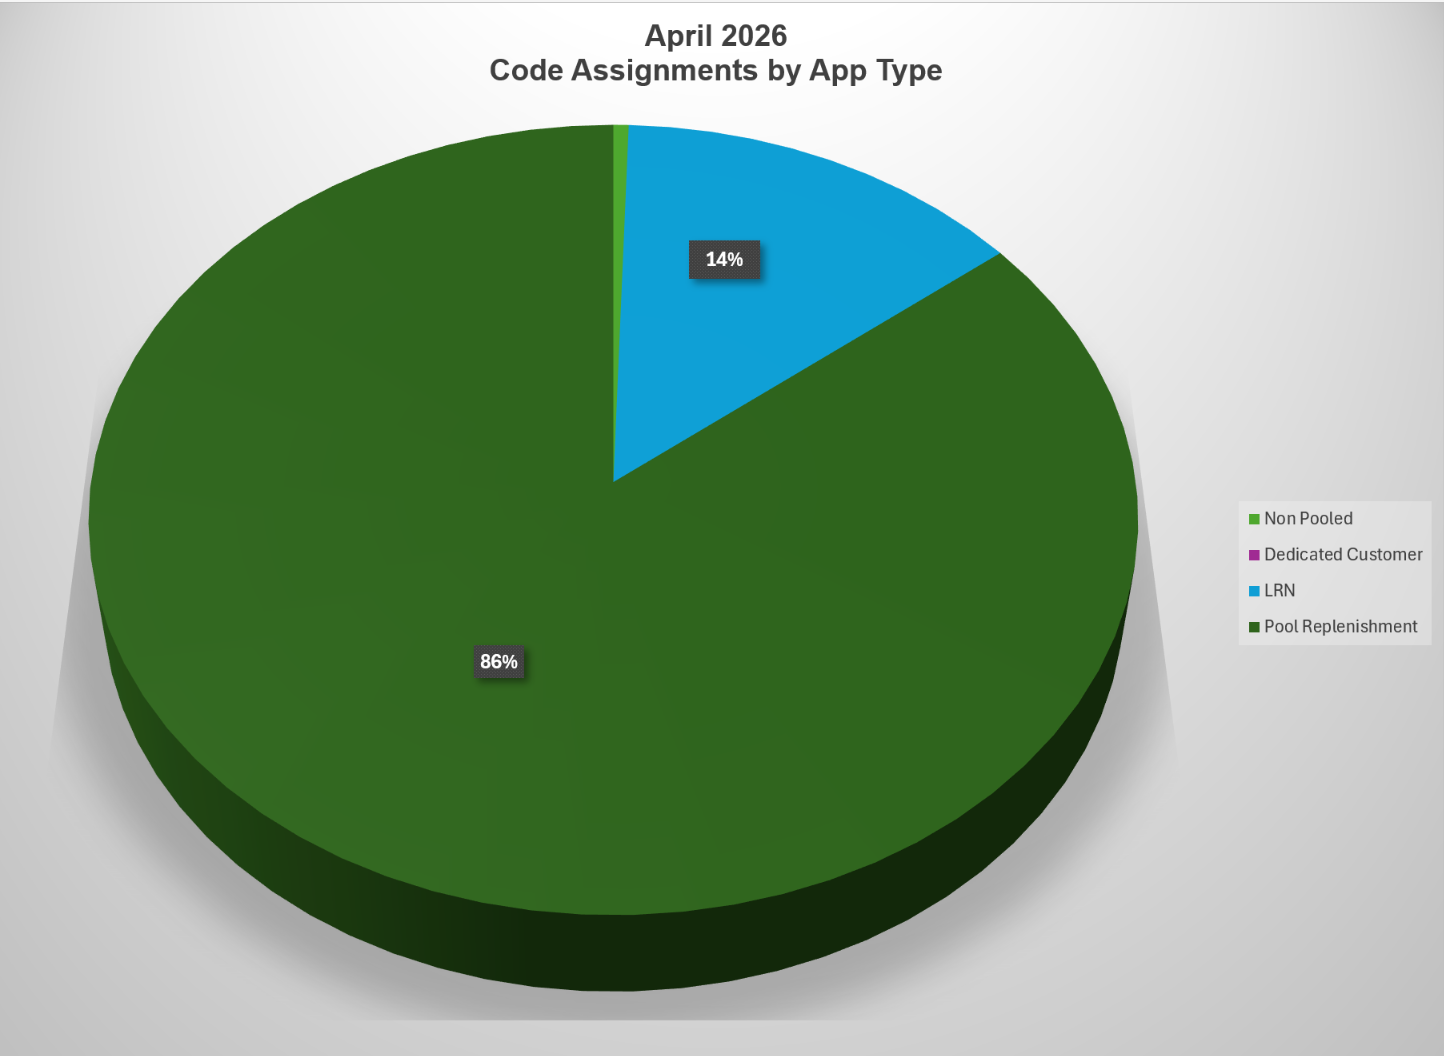 April 2026
Code Assignments by App Type
14%
86%
Non Pooled
Dedicated Customer
LRN
Pool Replenishment